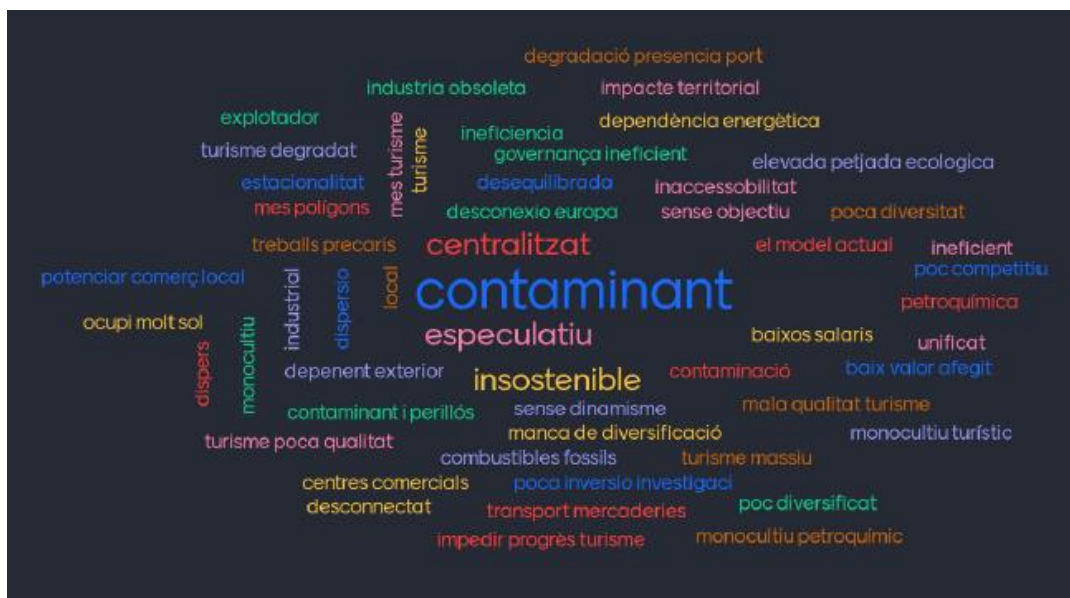 degradació presencia port
industria obsoleta
impacte territorial
explotador
mes turisme
turisme
ineficiencia
dependència energètica
turisme degradat
governança ineficient
elevada petjada ecologica
estacionalitat
desequilibrada
inaccessobilitat
mes polígons
desconexio europa
sense objectiu
poca diversitat
treballs precaris
centralitzat
el model actual
ineficient
potenciar comerç local
industrial
dispersio
local
contaminant
poc competitiu
petroquímica
ocupi molt sol
dispers
monocultiu
especulatiu
baixos salaris
unificat
depenent exterior
insostenible
contaminació
baix valor afegit
contaminant i perillós
sense dinamisme
mala qualitat turisme
turisme poca qualitat
manca de diversificació
monocultiu turístic
combustibles fossils
turisme massiu
centres comercials
poca inversio investigaci
desconnectat
transport mercaderies
poc diversificat
impedir progrès turisme
monocultiu petroquímic